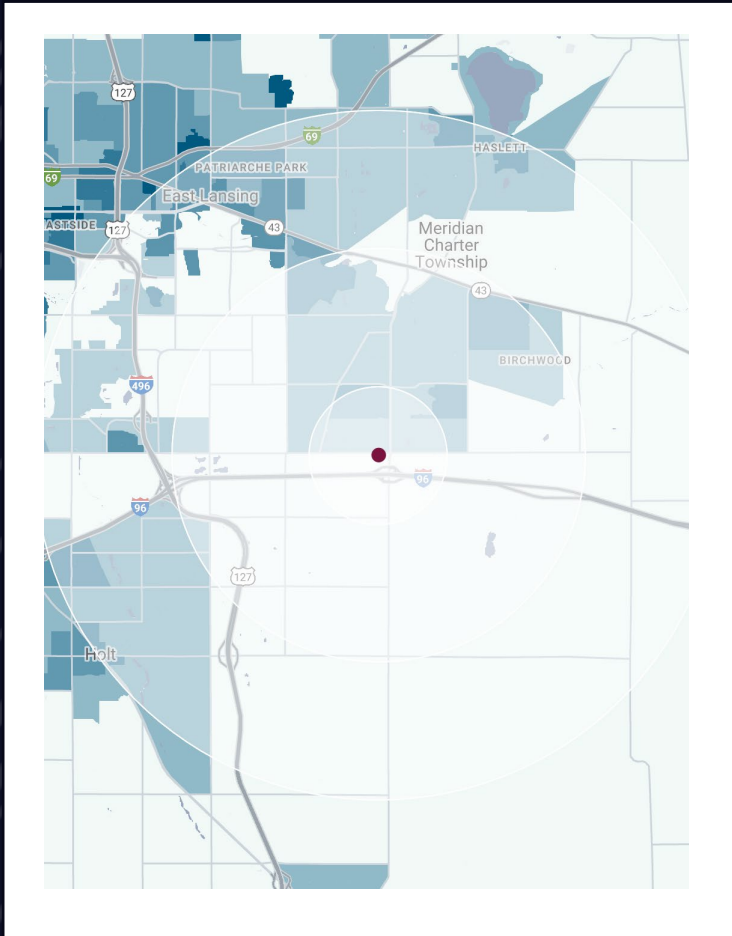 127
69
69
PATRIARCHE PARK
HASLETT
East Lansing
ASTSIDE
127
43
Meridian
Charter
Township
43
BIRCHWOOD
496
96
96
127
Holt